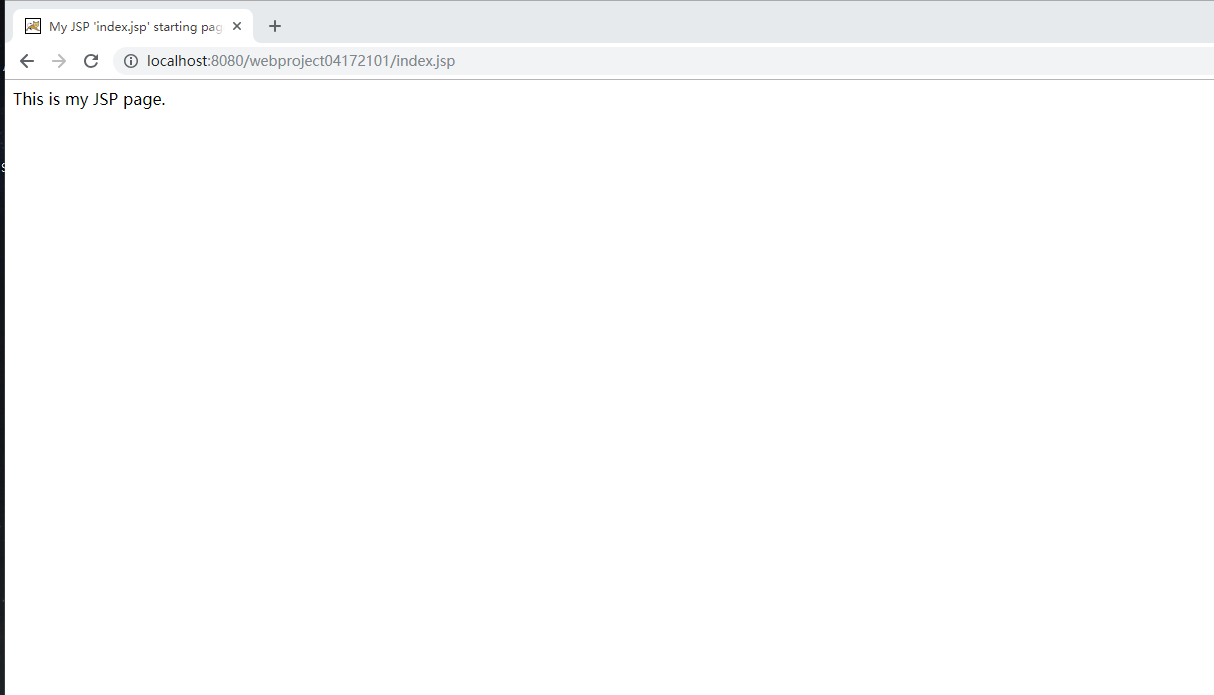 My JSP 'index.jsp' starting pag
localhost:8080/webproject04172101/index.jsp
This is my JSP page.